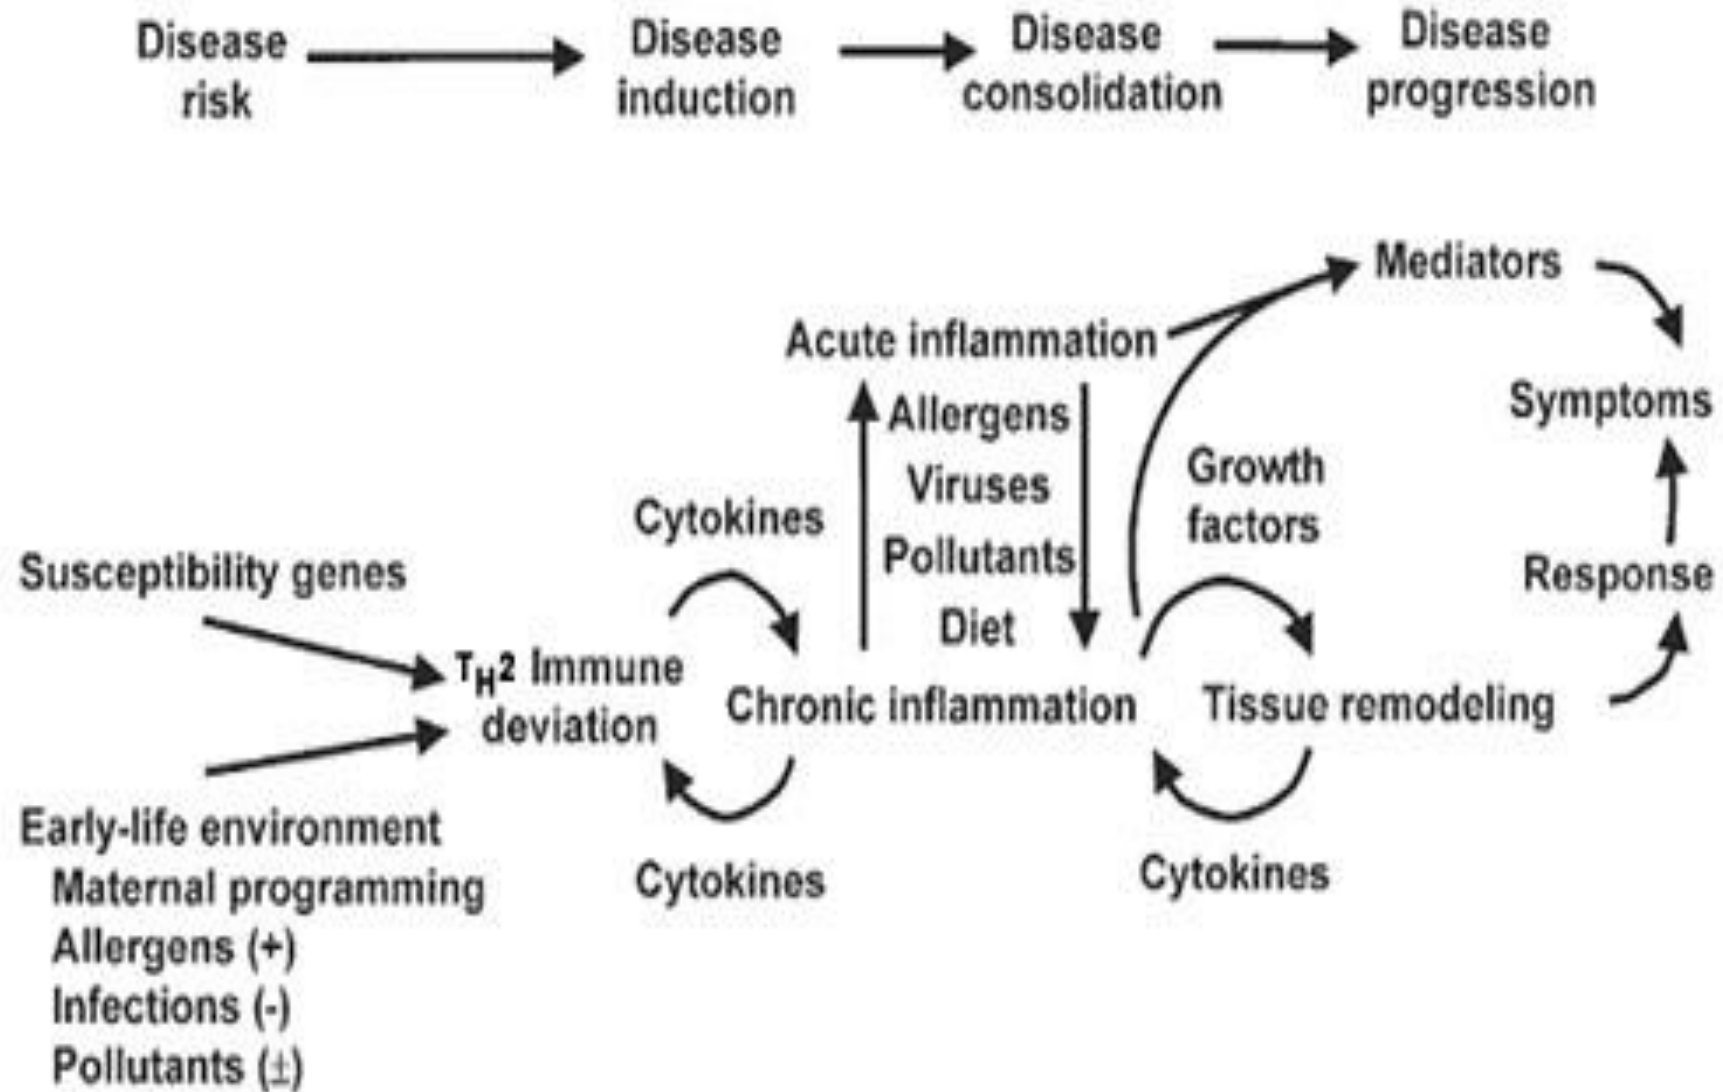 Disease
risk
Disease
induction
Disease
consolidation
Disease
progression
Mediators
Acute inflammation
Symptoms
Allergens
Viruses
Pollutants
Diet
Growth
factors
Cytokines
Response
Susceptibility genes
TH2 Immune
deviation
Chronic inflammation
Tissue remodeling
Early-life environment
Maternal programming
Allergens (+)
Infections (-)
Pollutants (±)
Cytokines
Cytokines